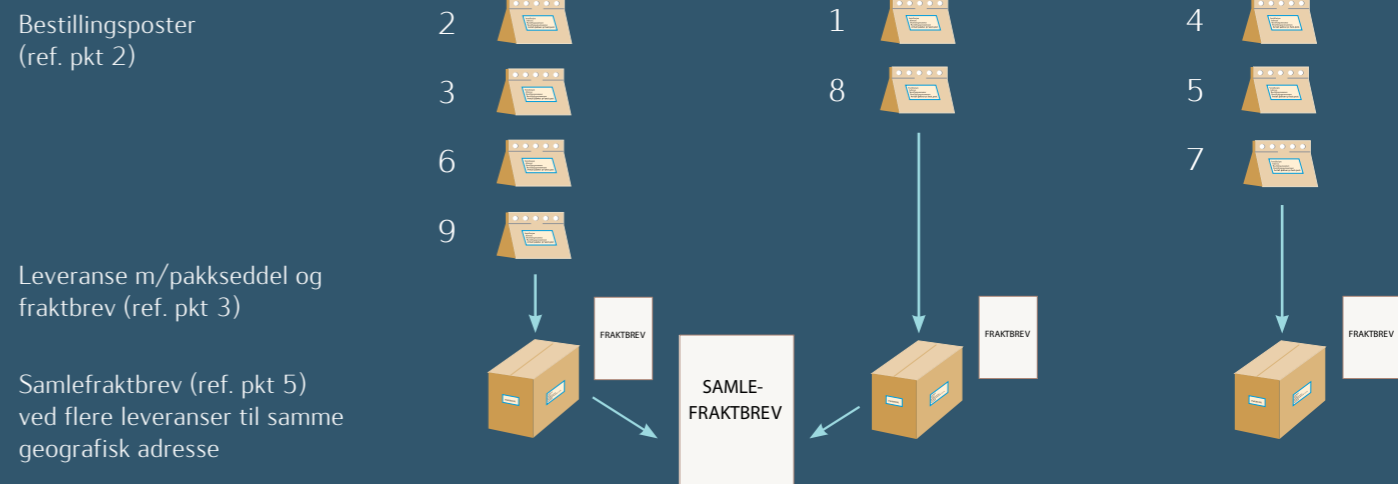 Bestillingsposter
(ref. pkt 2)
2
1
4
3
8
5
6
7
9
Leveranse m/pakkseddel og
fraktbrev (ref. pkt 3)
FRAKTBREV
FRAKTBREV
FRAKTBREV
Samlefraktbrev (ref. pkt 5)
ved flere leveranser til samme
geografisk adresse
SAMLE-
FRAKTBREV